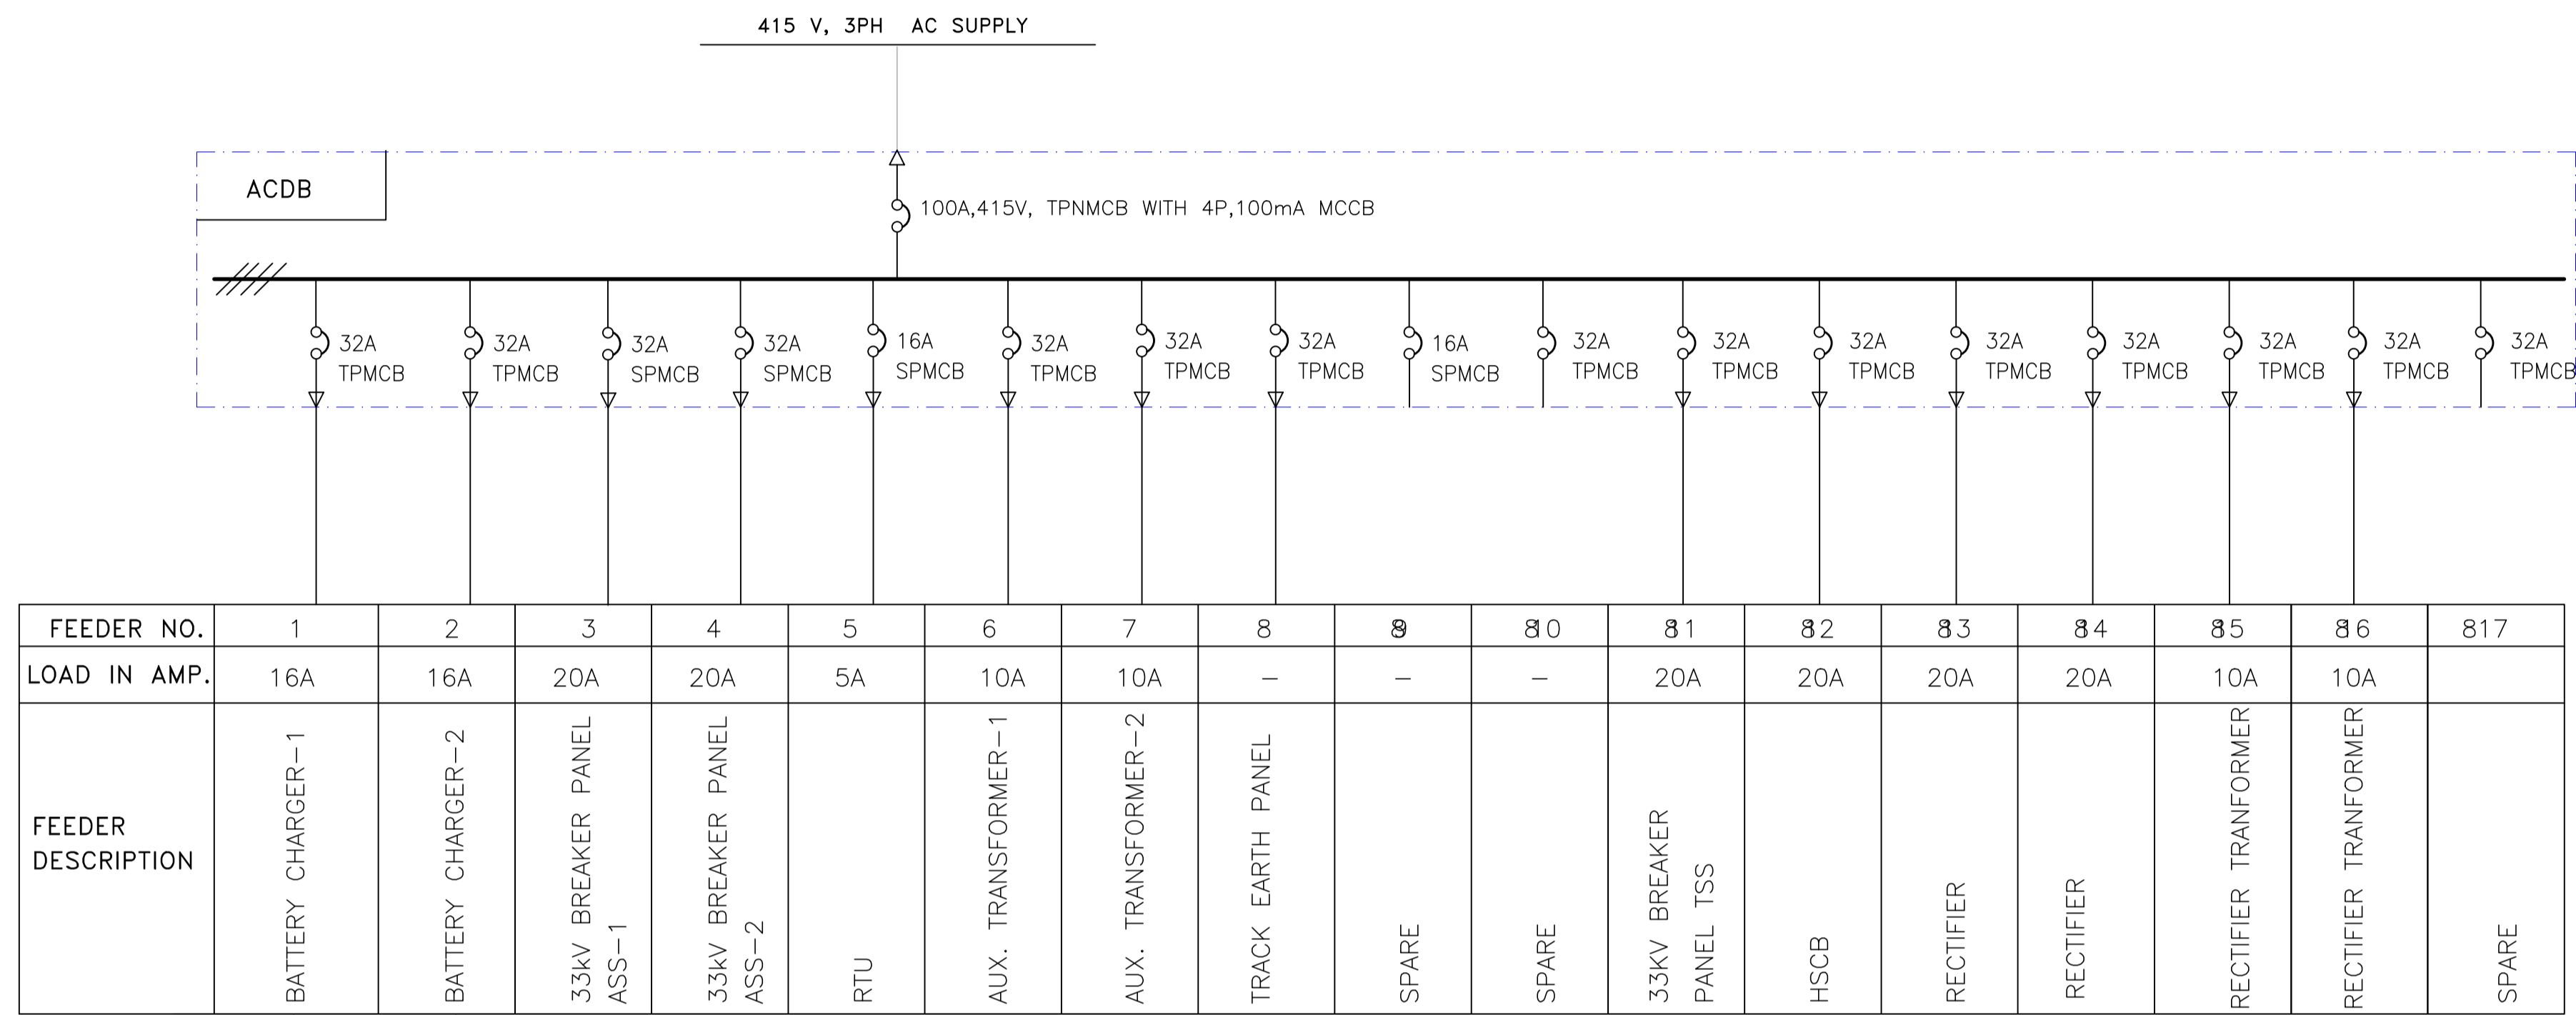 415 V, 3PH AC SUPPLY
ACDB
100A,415V, TPNMCB WITH 4P,100mA MCCB
32A
TPMCB
32A
TPMCB
32A
SPMCB
32A
SPMCB
16A
SPMCB
32A
TPMCB
32A
TPMCB
32A
TPMCB
16A
SPMCB
32A
TPMCB
32A
TPMCB
32A
TPMCB
32A
TPMCB
32A
TPMCB
32A
TPMCB
32A
TPMCB
32A
TPMCB
FEEDER NO. 1 2 3 4 5 6 7 8 817
LOAD IN AMP. 16A 16A 20A 20A 5A 10A 10A – – – 20A 20A 20A 20A 10A 10A
FEEDER
DESCRIPTION
BATTERY CHARGER-1
BATTERY CHARGER-2
33kV BREAKER PANEL
ASS-1
33kV BREAKER PANEL
ASS-2
RTU
AUX. TRANSFORMER-1
AUX. TRANSFORMER-2
TRACK EARTH PANEL
SPARE
SPARE
33KV BREAKER
PANEL TSS
HSCB
RECTIFIER
RECTIFIER
RECTIFIER TRANFORMER
RECTIFIER TRANFORMER
SPARE